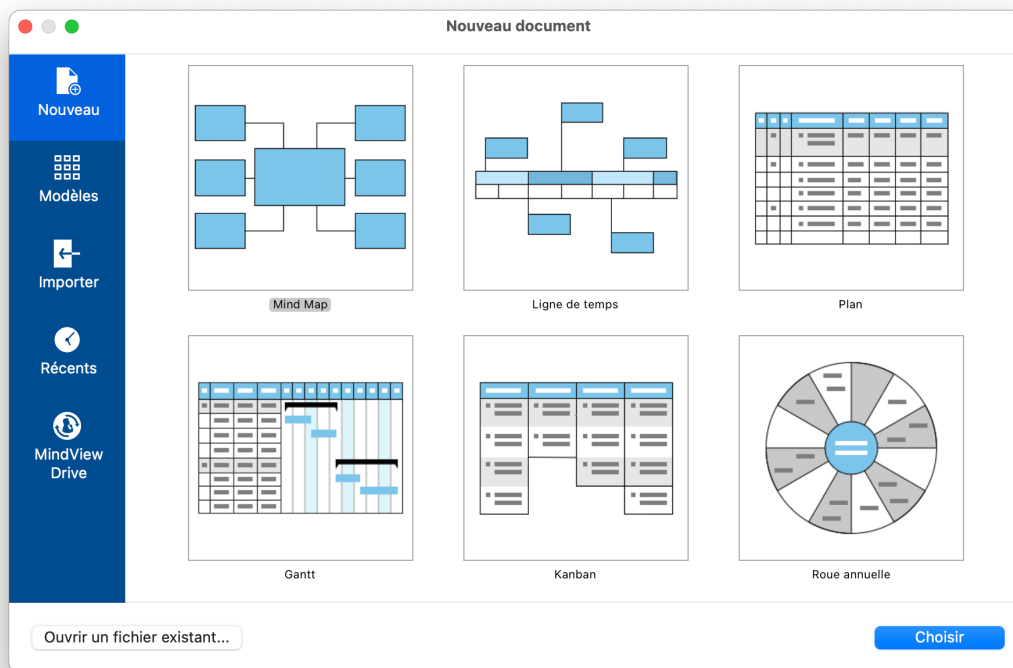 Nouveau document
Nouveau
Modèles
Importer
Récents
MindView
Drive
Mind Map
Ligne de temps
Plan
Gantt
Kanban
Roue annuelle
Ouvrir un fichier existant...
Choisir